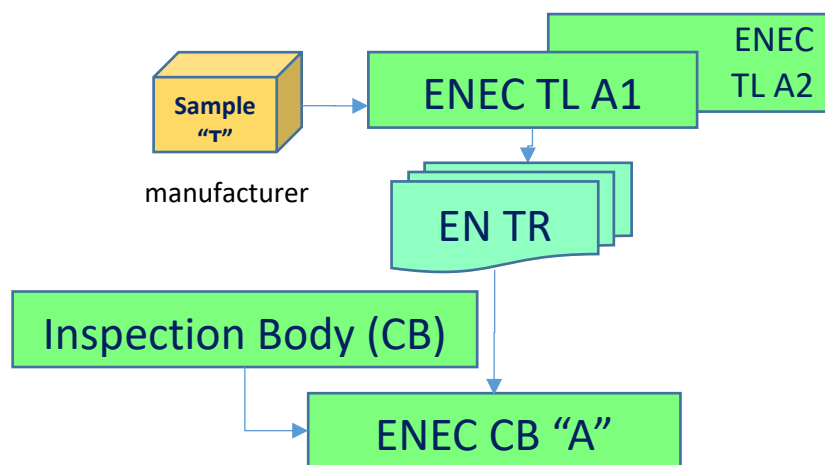 ENEC
TL A2
ENEC TL A1
Sample
“T”
manufacturer
EN TR
Inspection Body (CB)
ENEC CB “A”